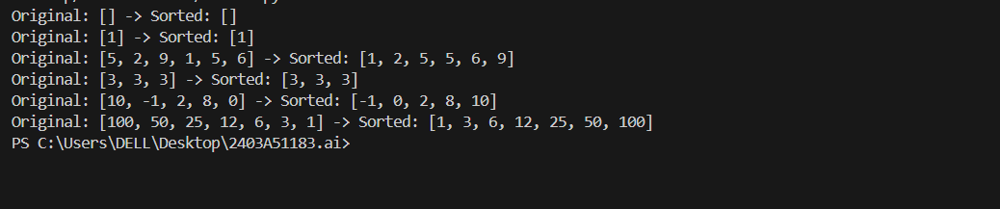 Original: [] -> Sorted: []
Original: [1] -> Sorted: [1]
Original: [5, 2, 9, 1, 5, 6] -> Sorted: [1, 2, 5, 5, 6, 9]
Original: [3, 3, 3] -> Sorted: [3, 3, 3]
Original: [10, -1, 2, 8, 0] -> Sorted: [-1, 0, 2, 8, 10]
Original: [100, 50, 25, 12, 6, 3, 1] -> Sorted: [1, 3, 6, 12, 25, 50, 100]
PS C:\Users\DELL\Desktop\2403A51183.ai>